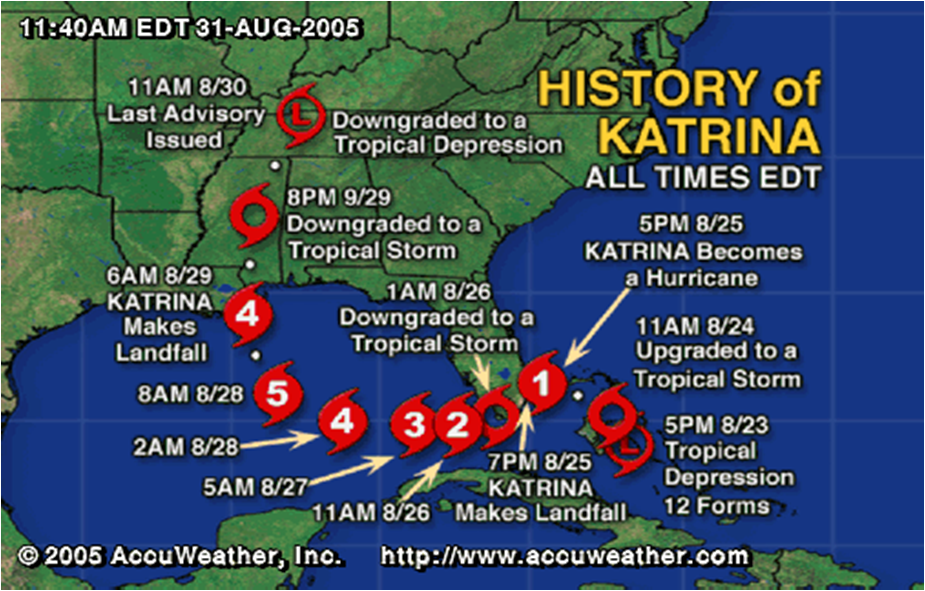 11:40AM EDT 31-AUG-2005
HISTORY of
KATRINA
ALL TIMES EDT
11AM 8/30
Last Advisory
Issued
L
Downgraded to a
Tropical Depression
8PM 9/29
Downgraded to a
Tropical Storm
5PM 8/25
KATRINA Becomes
a Hurricane
6AM 8/29
KATRINA
Makes
Landfall
4
1AM 8/26
Downgraded to a
Tropical Storm
11AM 8/24
Upgraded to a
Tropical Storm
8AM 8/28
5
4
3
2
1
2AM 8/28
5AM 8/27
11AM 8/26
7PM 8/25
KATRINA
Makes Landfall
L
5PM 8/23
Tropical
Depression
12 Forms
© 2005 AccuWeather, Inc. http://www.accuweather.com